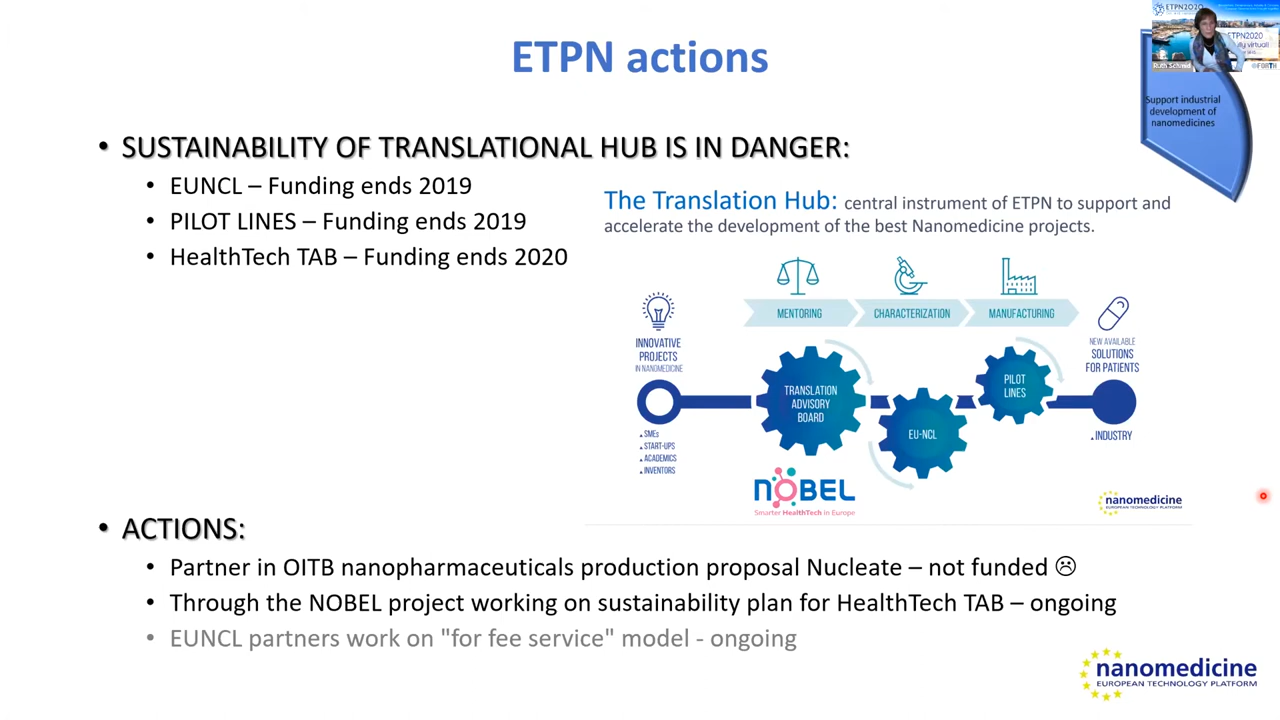 ETPN actions
ETPN2020
ETPN2020
Ruth Schmid
FORTH
Support industrial
development of
nanomedicines
• SUSTAINABILITY OF TRANSLATIONAL HUB IS IN DANGER:
• EUNCL – Funding ends 2019
• PILOT LINES – Funding ends 2019
• HealthTech TAB – Funding ends 2020
The Translation Hub: central instrument of ETPN to support and
accelerate the development of the best Nanomedicine projects.
MENTORING
CHARACTERIZATION
MANUFACTURING
INNOVATIVE
PROJECTS
IN NANOMEDICINE
SMEs
START-UPS
ACADEMICS
INVENTORS
TRANSLATION
ADVISORY
BOARD
EU-NCL
PILOT
LINES
NEW AVAILABLE
SOLUTIONS
FOR PATIENTS
INDUSTRY
NOBEL
Smarter HealthTech in Europe
nanomedicine
EUROPEAN TECHNOLOGY PLATFORM
• ACTIONS:
• Partner in OITB nanopharmaceuticals production proposal Nucleate – not funded ☹
• Through the NOBEL project working on sustainability plan for HealthTech TAB – ongoing
• EUNCL partners work on "for fee service" model - ongoing
nanomedicine
EUROPEAN TECHNOLOGY PLATFORM